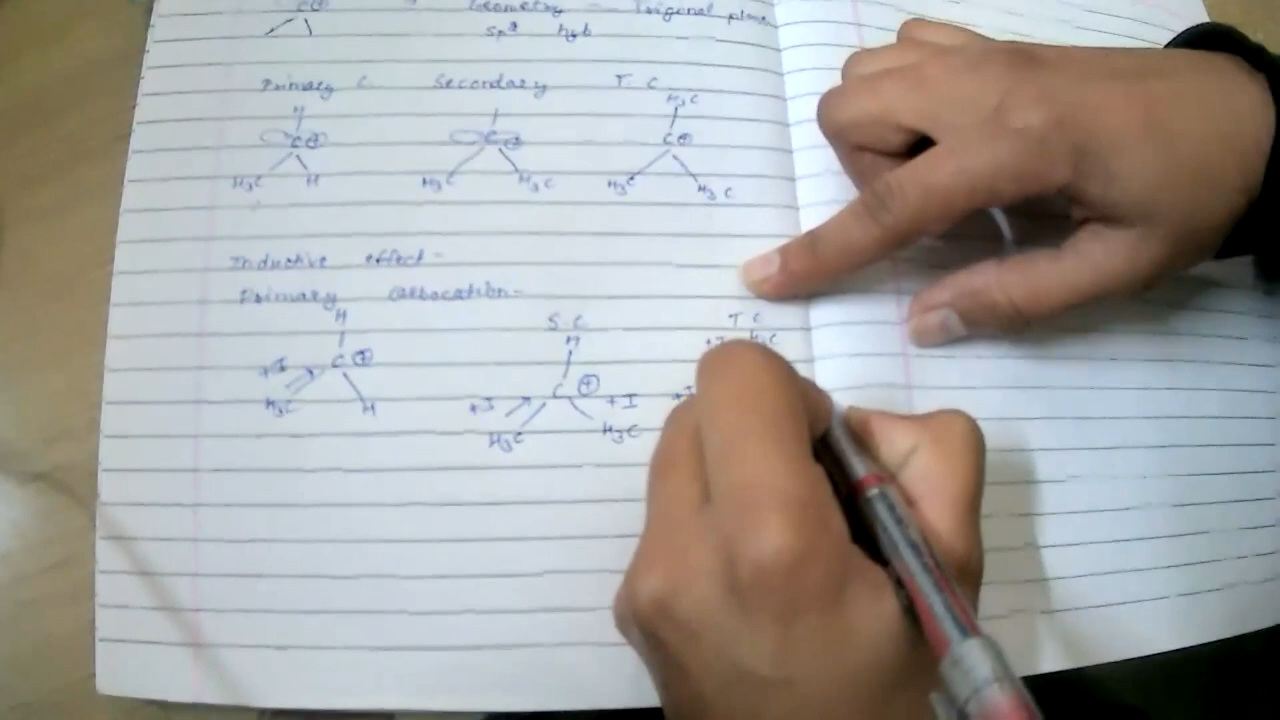 C⊕ Geometry - Trigonal plana
sp² hyb
Primary C. Secondary T C
H H₃C
C⊕ C⊕ C⊕
H₃C H H₃C H₃C H₃C H₃C
Inductive effect-
Primary Carbocation-
H S C T C
H +I H₃C
+I C⊕ C⊕ +I
H₃C H +I +I
H₃C H₃C